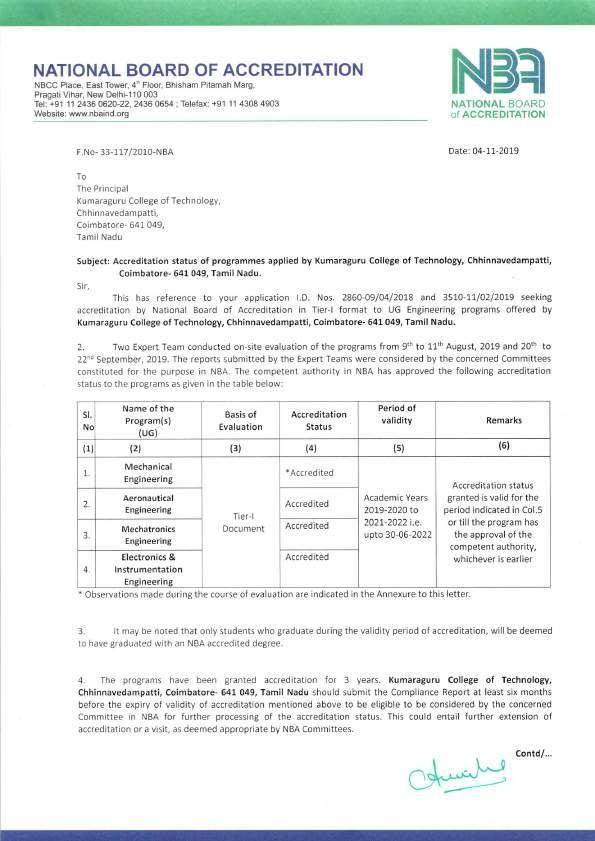 NATIONAL BOARD OF ACCREDITATION
NBCC Place, East Tower, 4th Floor, Bhisham Pitamah Marg,
Pragati Vihar, New Delhi-110 003
Tel: +91 11 2436 0620-22, 2436 0654 ; Telefax: +91 11 4308 4903
Website: www.nbaind.org
NBA
NATIONAL BOARD
of ACCREDITATION
F.No- 33-117/2010-NBA
Date: 04-11-2019
To
The Principal
Kumaraguru College of Technology,
Chhinnavedampatti,
Coimbatore- 641 049,
Tamil Nadu
Subject: Accreditation status of programmes applied by Kumaraguru College of Technology, Chhinnavedampatti,
Coimbatore- 641 049, Tamil Nadu.
Sir,
This has reference to your application I.D. Nos. 2860-09/04/2018 and 3510-11/02/2019 seeking
accreditation by National Board of Accreditation in Tier-I format to UG Engineering programs offered by
Kumaraguru College of Technology, Chhinnavedampatti, Coimbatore- 641 049, Tamil Nadu.
2. Two Expert Team conducted on-site evaluation of the programs from 9th to 11th August, 2019 and 20th to
22nd September, 2019. The reports submitted by the Expert Teams were considered by the concerned Committees
constituted for the purpose in NBA. The competent authority in NBA has approved the following accreditation
status to the programs as given in the table below:
Sl. No
Name of the Program(s) (UG)
Basis of Evaluation
Accreditation Status
Period of validity
Remarks
(1) (2) (3) (4) (5) (6)
1. Mechanical Engineering
*Accredited
2. Aeronautical Engineering
Accredited
3. Mechatronics Engineering
Accredited
4. Electronics & Instrumentation Engineering
Accredited
Tier-I
Document
Academic Years
2019-2020 to
2021-2022 i.e.
upto 30-06-2022
Accreditation status
granted is valid for the
period indicated in Col.5
or till the program has
the approval of the
competent authority,
whichever is earlier
* Observations made during the course of evaluation are indicated in the Annexure to this letter.
3. It may be noted that only students who graduate during the validity period of accreditation, will be deemed
to have graduated with an NBA accredited degree.
4. The programs have been granted accreditation for 3 years. Kumaraguru College of Technology,
Chhinnavedampatti, Coimbatore- 641 049, Tamil Nadu should submit the Compliance Report at least six months
before the expiry of validity of accreditation mentioned above to be eligible to be considered by the concerned
Committee in NBA for further processing of the accreditation status. This could entail further extension of
accreditation or a visit, as deemed appropriate by NBA Committees.
Contd/...